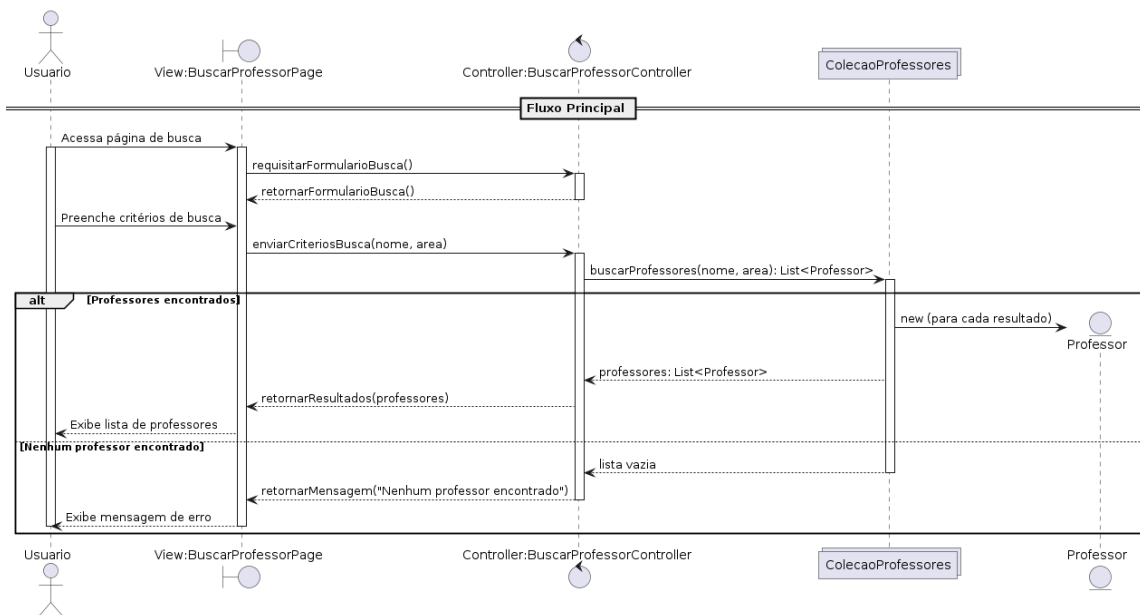 Usuario
View:BuscarProfessorPage
Controller:BuscarProfessorController
ColecaoProfessores
Fluxo Principal
Acessa página de busca
requisitarFormularioBusca()
retornarFormularioBusca()
Preenche critérios de busca
enviarCriteriosBusca(nome, area)
buscarProfessores(nome, area): List<Professor>
alt
[Professores encontrados]
new (para cada resultado)
Professor
professores: List<Professor>
retornarResultados(professores)
Exibe lista de professores
[Nenhum professor encontrado]
lista vazia
retornarMensagem("Nenhum professor encontrado")
Exibe mensagem de erro
Usuario
View:BuscarProfessorPage
Controller:BuscarProfessorController
ColecaoProfessores
Professor